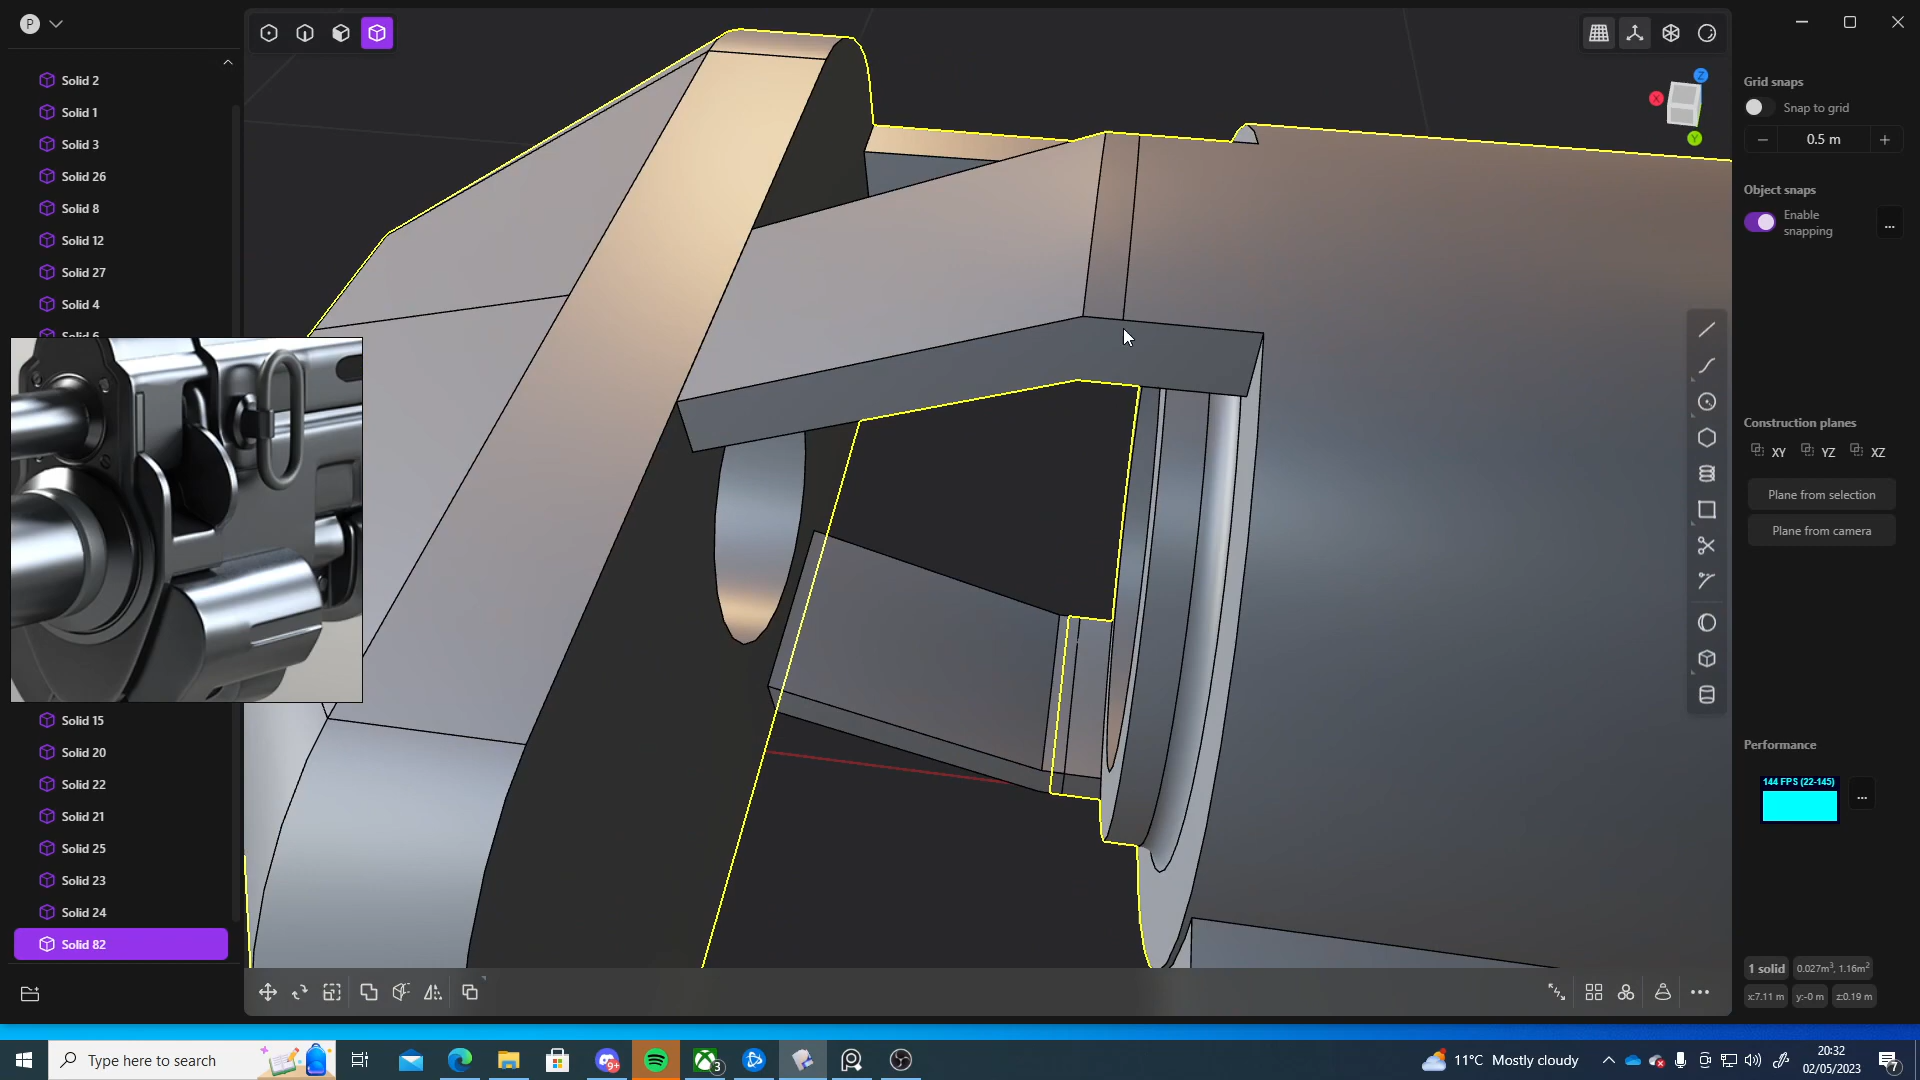 P
Solid 2
Solid 1
Solid 3
Solid 26
Solid 8
Solid 12
Solid 27
Solid 4
Solid 15
Solid 20
Solid 22
Solid 21
Solid 25
Solid 23
Solid 24
Solid 82
Z
X
Y
Grid snaps
Snap to grid
0.5 m
Object snaps
Enable
snapping
...
Construction planes
XY
YZ
XZ
Plane from selection
Plane from camera
Performance
144 FPS (22-145)
...
1 solid
0.027m³, 1.16m²
x:7.11 m
y:-0 m
z:0.19 m
Type here to search
9+
3
11°C Mostly cloudy
20:32
02/05/2023
7